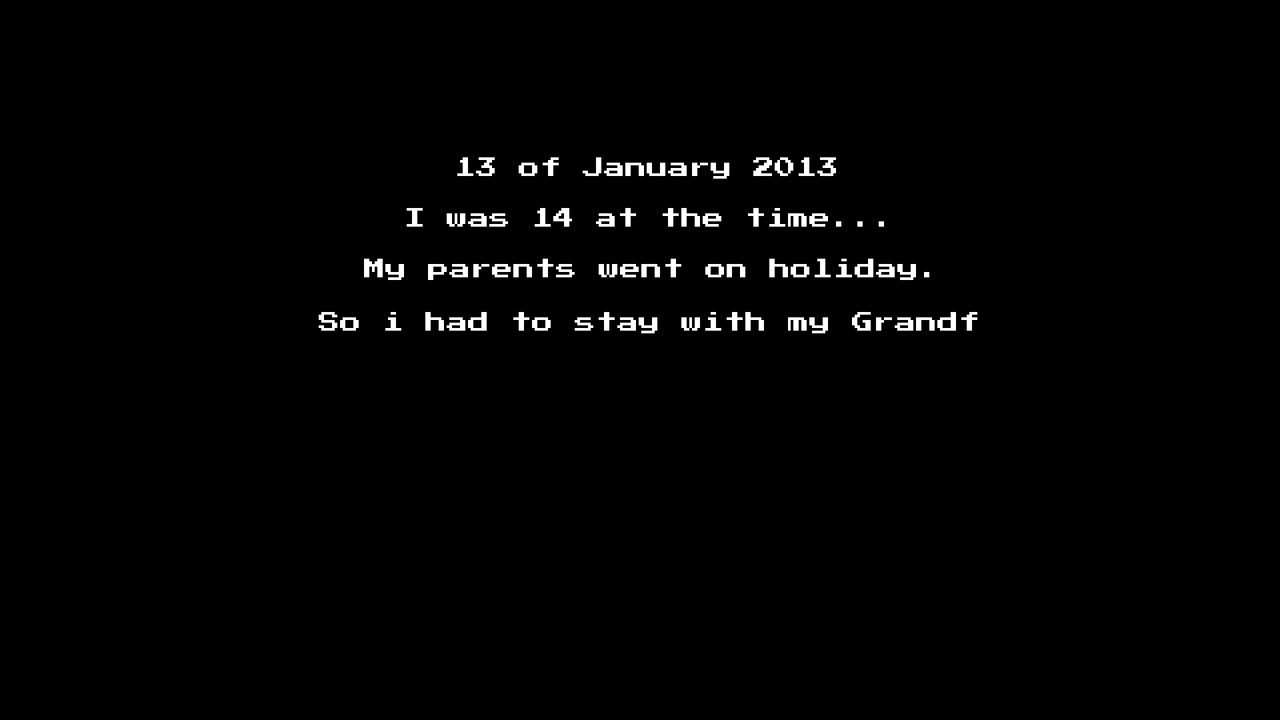 13 of January 2013
I was 14 at the time...
My parents went on holiday.
So i had to stay with my Grandf